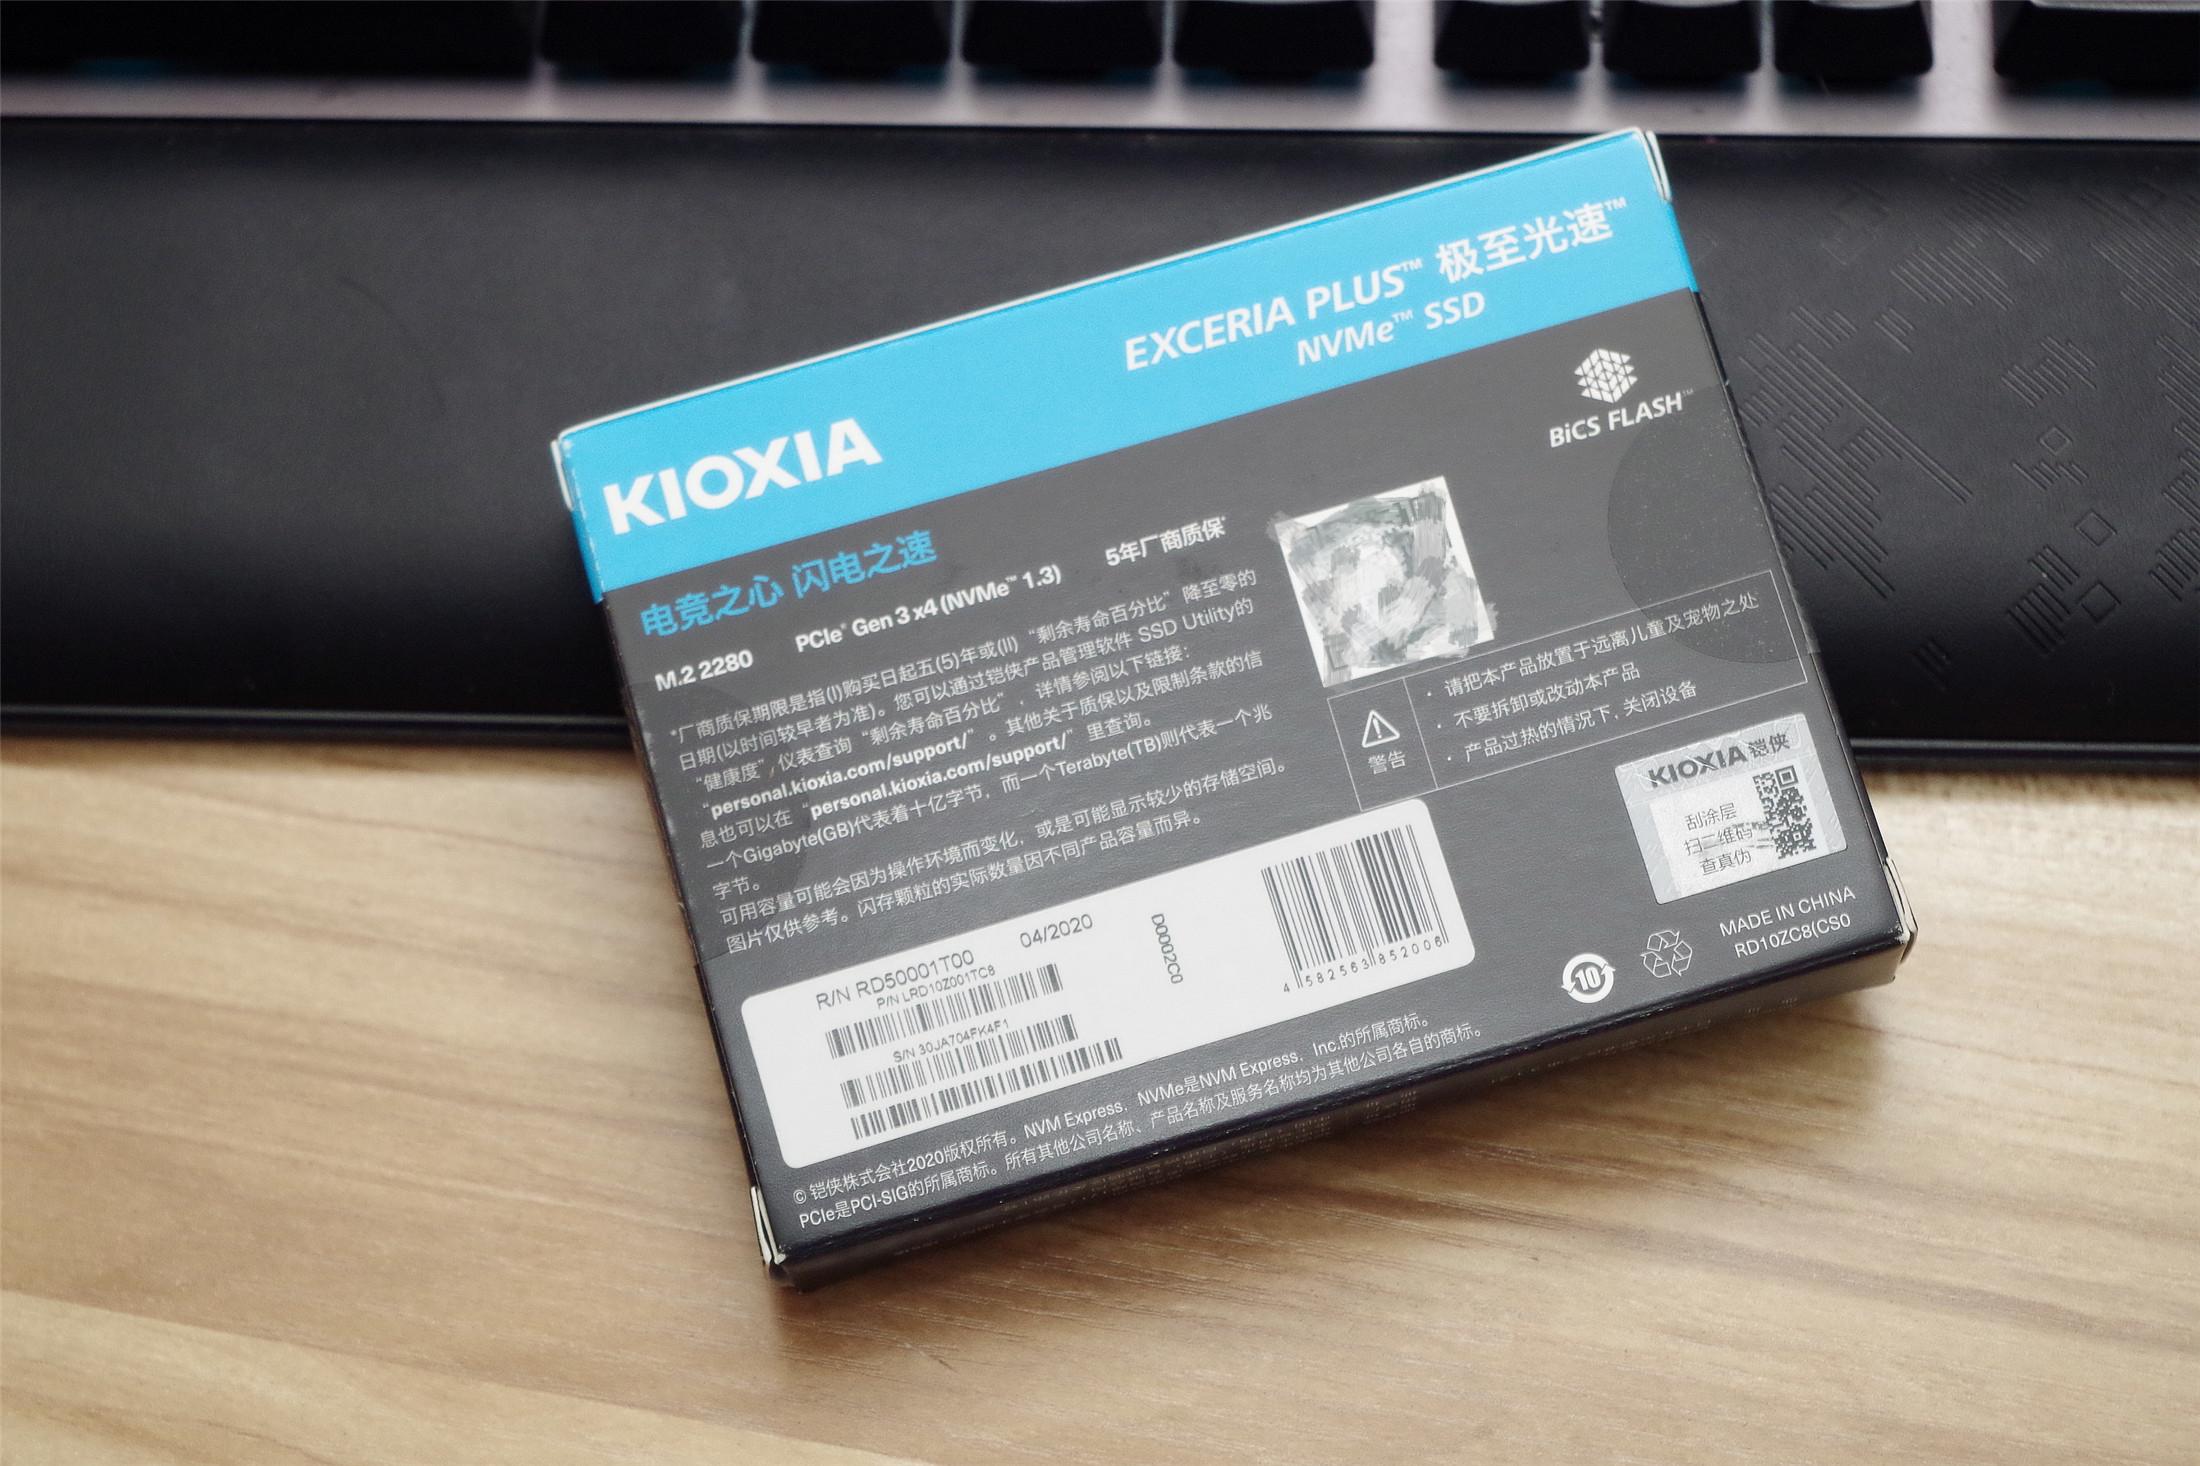 EXCERIA PLUS™ 极至光速™
NVMe™ SSD
KIOXIA
BiCS FLASH™
电竞之心 闪电之速
M.2 2280 PCIe® Gen 3 x4 (NVMe™ 1.3) 5年厂商质保*
*厂商质保期限是指(I)购买日起五(5)年或(II)“剩余寿命百分比”降至零的
日期(以时间较早者为准)。您可以通过铠侠产品管理软件 SSD Utility的
“健康度”仪表查询“剩余寿命百分比”, 详情参阅以下链接:
“personal.kioxia.com/support/”。其他关于质保以及限制条款的信
息也可以在“personal.kioxia.com/support/”里查询。
一个Gigabyte(GB)代表着十亿字节, 而一个Terabyte(TB)则代表一个兆
字节。
可用容量可能会因为操作环境而变化, 或是可能显示较少的存储空间。
图片仅供参考。闪存颗粒的实际数量因不同产品容量而异。
警告
· 请把本产品放置于远离儿童及宠物之处
· 不要拆卸或改动本产品
· 产品过热的情况下, 关闭设备
KIOXIA 铠侠
刮涂层
扫二维码
查真伪
R/N RD50001T00 04/2020
P/N LRD10Z001TC8
S/N 30JA704FK4F1
D0002C0
4 582563 852006
10
MADE IN CHINA
RD10ZC8(CS0
© 铠侠株式会社2020版权所有。NVM Express, NVMe是NVM Express, Inc.的所属商标。
PCIe是PCI-SIG的所属商标。所有其他公司名称、产品名称及服务名称均为其他公司各自的商标。